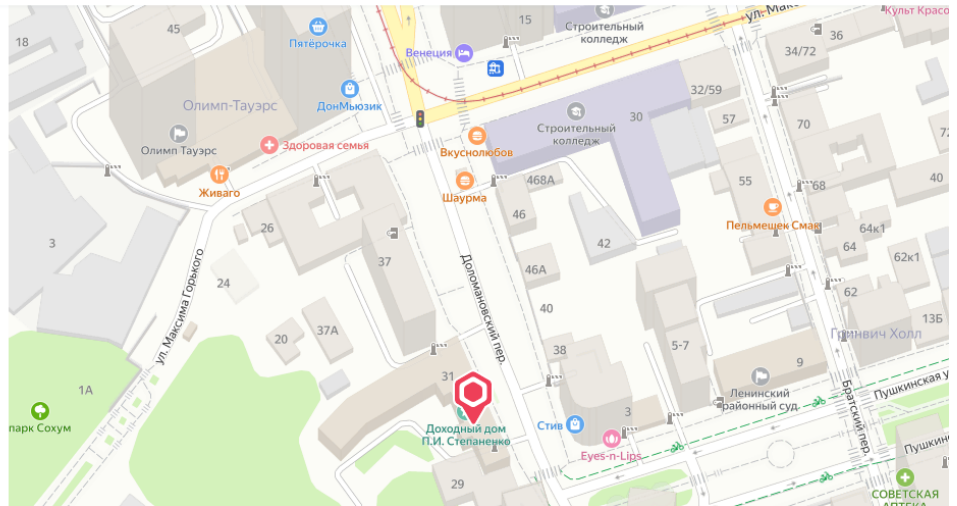 ул. Макс
Культ Красо
45
15
18
Пятёрочка
Строительный
колледж
36
Венеция
34/72
Олимп-Тауэрс
ДонМьюзик
32/59
30
57
70
72
Строительный
колледж
Олимп Тауэрс
Здоровая семья
Вкуснолюбов
Живаго
Шаурма
468А
55
68
40
46
Пельмешек Смак
3
26
42
64к1
64
37
62к1
46А
ул. Максима Горького
24
Доломановский пер.
62
40
13Б
37А
20
Гринвич Холл
38
5-7
9
31
1А
Ленинский
районный суд
Пушкинская у
парк Сохум
3
Братский пер.
Доходный дом
П.И. Степаненко
Стив
Eyes-n-Lips
Пушкин
29
СОВЕТСКАЯ
АПТЕКА